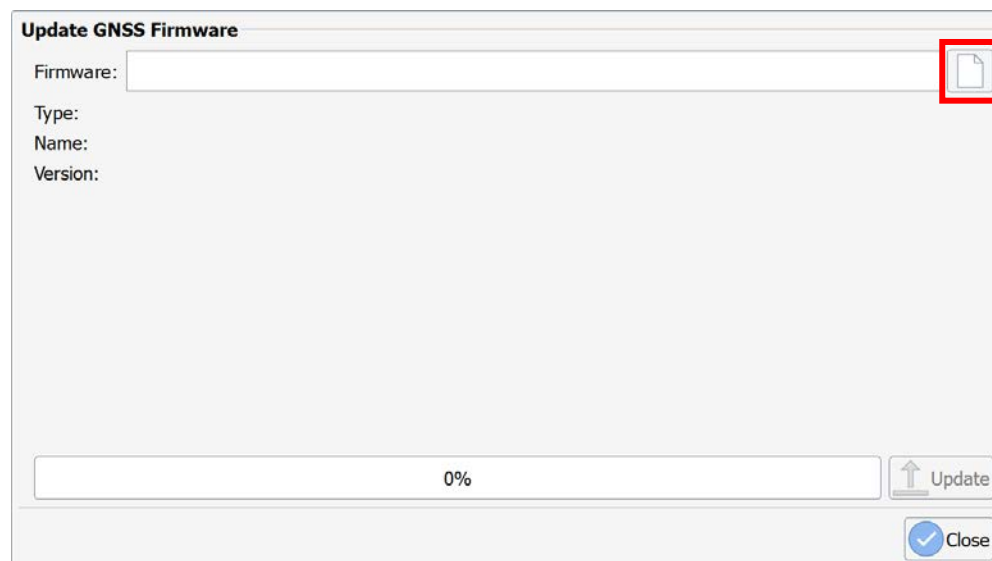 Update GNSS Firmware
Firmware:
Type:
Name:
Version:
0%
Update
Close